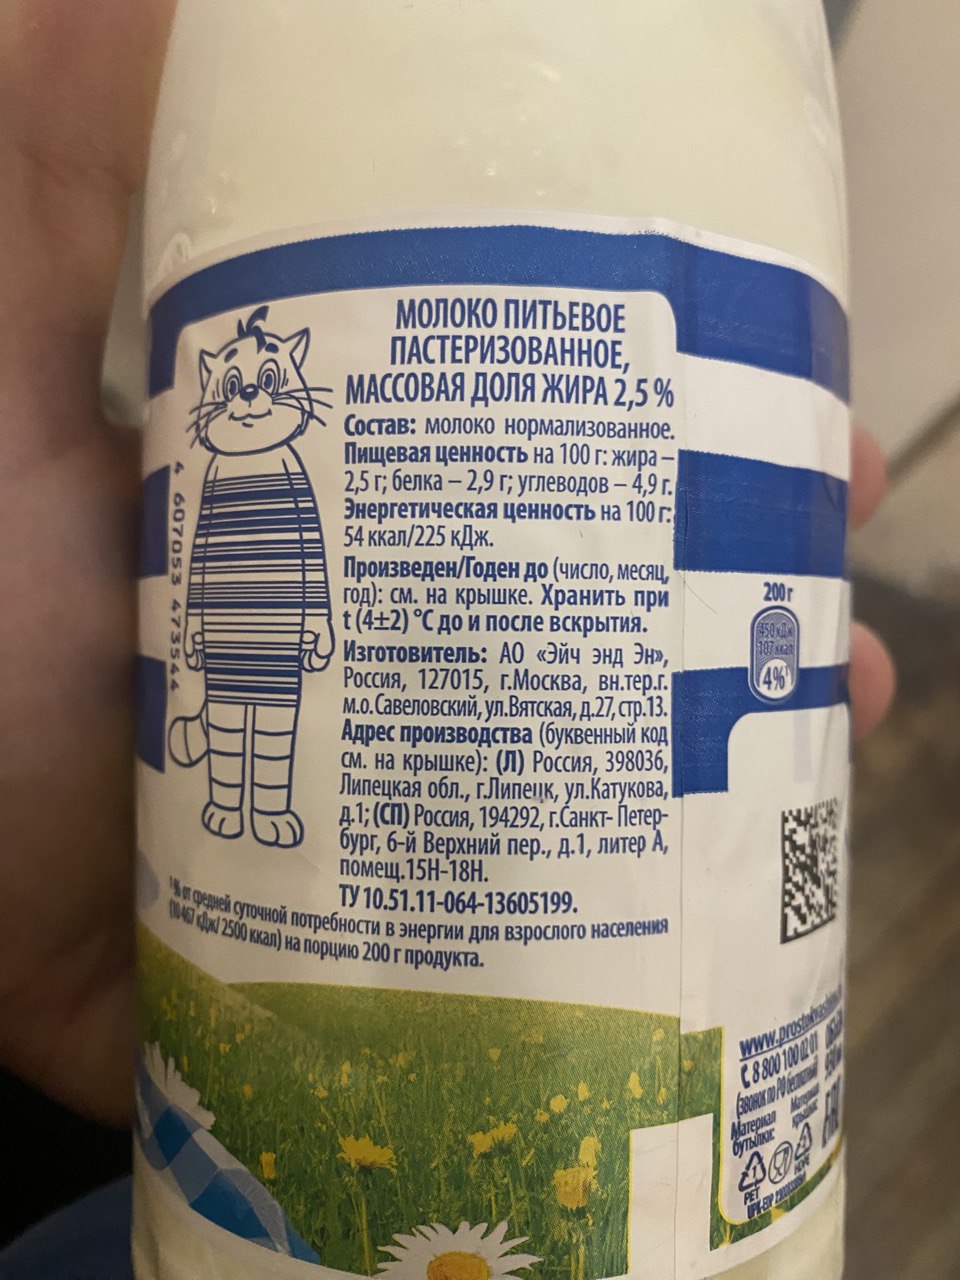 МОЛОКО ПИТЬЕВОЕ
ПАСТЕРИЗОВАННОЕ,
МАССОВАЯ ДОЛЯ ЖИРА 2,5 %
Состав: молоко нормализованное.
Пищевая ценность на 100 г: жира –
2,5 г; белка – 2,9 г; углеводов – 4,9 г.
Энергетическая ценность на 100 г:
54 ккал/225 кДж.
Произведен/Годен до (число, месяц,
год): см. на крышке. Хранить при
t (4±2) °С до и после вскрытия.
Изготовитель: АО «Эйч энд Эн»,
Россия, 127015, г.Москва, вн.тер.г.
м.о.Савеловский, ул.Вятская, д.27, стр.13.
Адрес производства (буквенный код
см. на крышке): (Л) Россия, 398036,
Липецкая обл., г.Липецк, ул.Катукова,
д.1; (СП) Россия, 194292, г.Санкт- Петер-
бург, 6-й Верхний пер., д.1, литер А,
помещ.15Н-18Н.
ТУ 10.51.11-064-13605199.
¹ % от средней суточной потребности в энергии для взрослого населения
(10 467 кДж/ 2500 ккал) на порцию 200 г продукта.
4 607053 473544
200 г
450 кДж
107 ккал
4%¹
www.prostokvashino.
8 800 100 02 01
(звонок по РФ бесплатный
Материал
бутылки:
Материал
крышки:
1
PET
2
HDPE